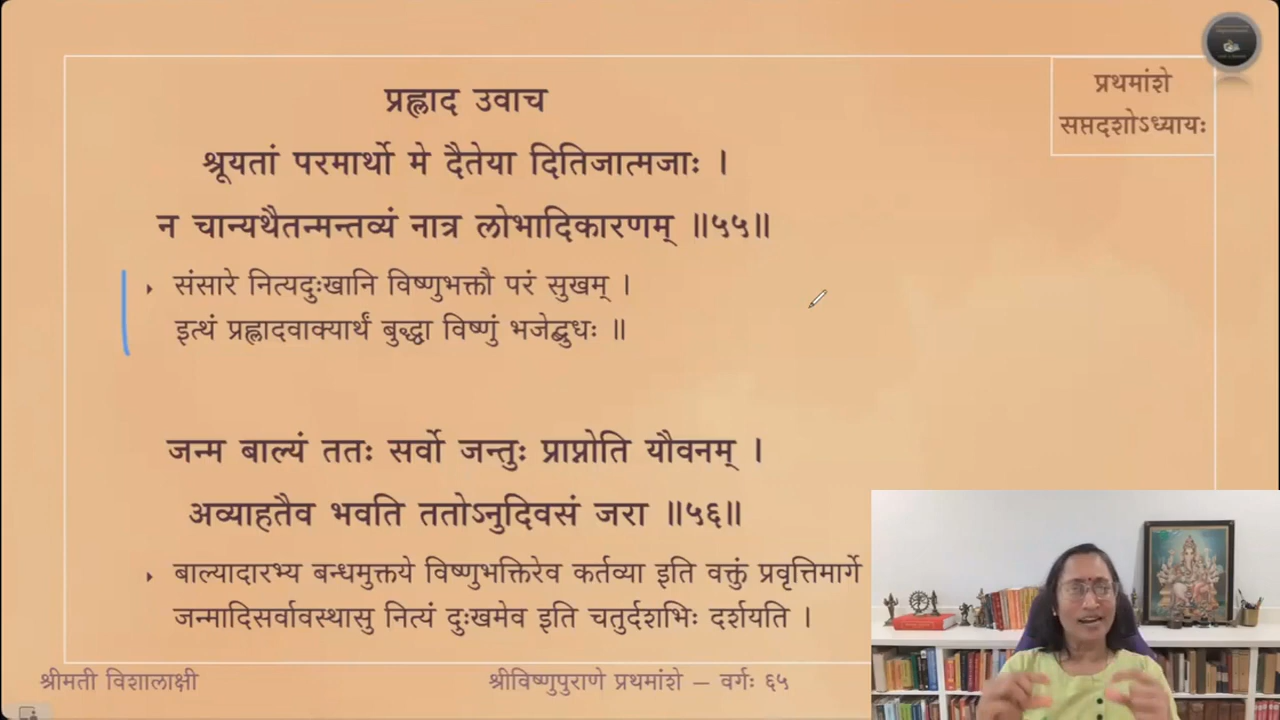 प्रथमांशे
सप्तदशोऽध्यायः
प्रह्लाद उवाच
श्रूयतां परमार्थो मे दैतेया दितिजात्मजाः ।
न चान्यथैतन्मन्तव्यं नात्र लोभादिकारणम् ॥५५॥
संसारे नित्यदुःखानि विष्णुभक्तौ परं सुखम् ।
इत्थं प्रह्लादवाक्यार्थं बुद्ध्वा विष्णुं भजेद्बुधः ॥
जन्म बाल्यं ततः सर्वो जन्तुः प्राप्नोति यौवनम् ।
अव्याहतैव भवति ततोऽनुदिवसं जरा ॥५६॥
बाल्यादारभ्य बन्धमुक्तये विष्णुभक्तिरेव कर्तव्या इति वक्तुं प्रवृत्तिमार्गे
जन्मादिसर्वावस्थासु नित्यं दुःखमेव इति चतुर्दशभिः दर्शयति ।
श्रीमती विशालाक्षी
श्रीविष्णुपुराणे प्रथमांशे – वर्गः ६५